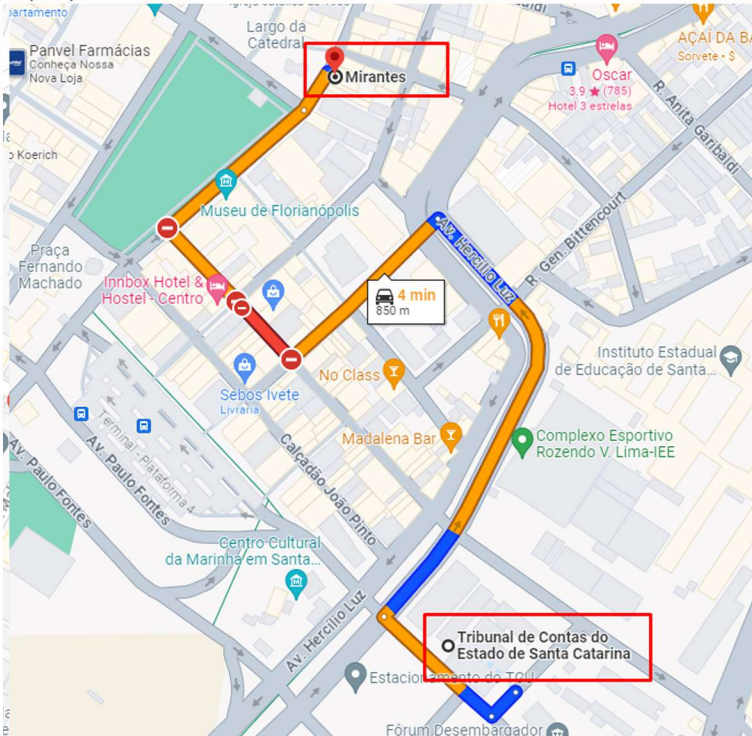 partamento
Largo da
Catedral
Panvel Farmácias
Conheça Nossa
Nova Loja
Mirantes
AÇAÍ DA BA
Sorvete • $
Oscar
3,9 ★ (785)
Hotel 3 estrelas
R. Anita Garibaldi
o Koerich
Museu de Florianópolis
Av. Hercílio Luz
R. Gen. Bittencourt
Praça
Fernando
Machado
Innbox Hotel &
Hostel - Centro
4 min
850 m
Instituto Estadual
de Educação de Santa...
No Class
Sebos Ivete
Livraria
Madalena Bar
Complexo Esportivo
Rozendo V. Lima-IEE
Terminal - Plataforma 4
Calçadão João Pinto
Av. Paulo Fontes
Av. Paulo Fontes
Centro Cultural
da Marinha em Santa...
Av. Hercílio Luz
Tribunal de Contas do
Estado de Santa Catarina
Estacionamento do TCU
Fórum Desembargador